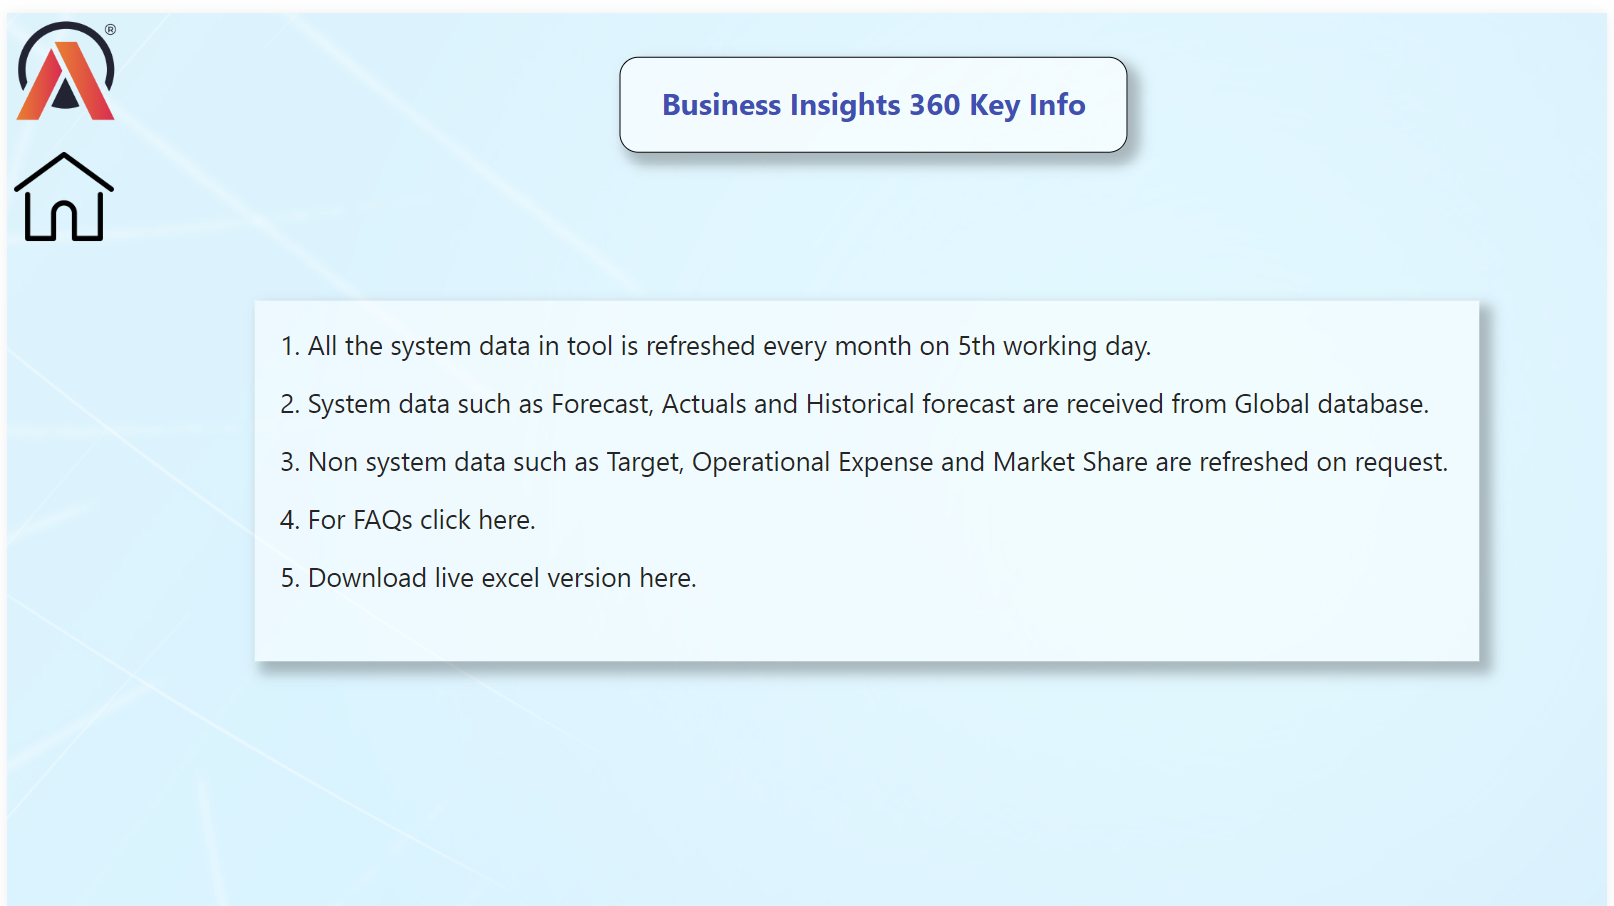 ®
Business Insights 360 Key Info
1. All the system data in tool is refreshed every month on 5th working day.
2. System data such as Forecast, Actuals and Historical forecast are received from Global database.
3. Non system data such as Target, Operational Expense and Market Share are refreshed on request.
4. For FAQs click here.
5. Download live excel version here.